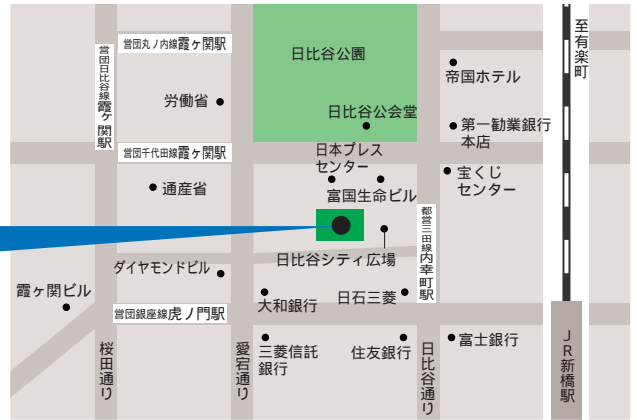 営団丸ノ内線霞ヶ関駅
日比谷公園
至有楽町
営団日比谷線霞ヶ関駅
帝国ホテル
労働省
日比谷公会堂
第一勧業銀行
本店
営団千代田線霞ヶ関駅
日本プレス
センター
宝くじ
センター
通産省
富国生命ビル
都営三田線内幸町駅
日比谷シティ広場
ダイヤモンドビル
霞ヶ関ビル
大和銀行
日石三菱
営団銀座線虎ノ門駅
桜田通り
愛宕通り
三菱信託
銀行
住友銀行
日比谷通り
富士銀行
JR新橋駅